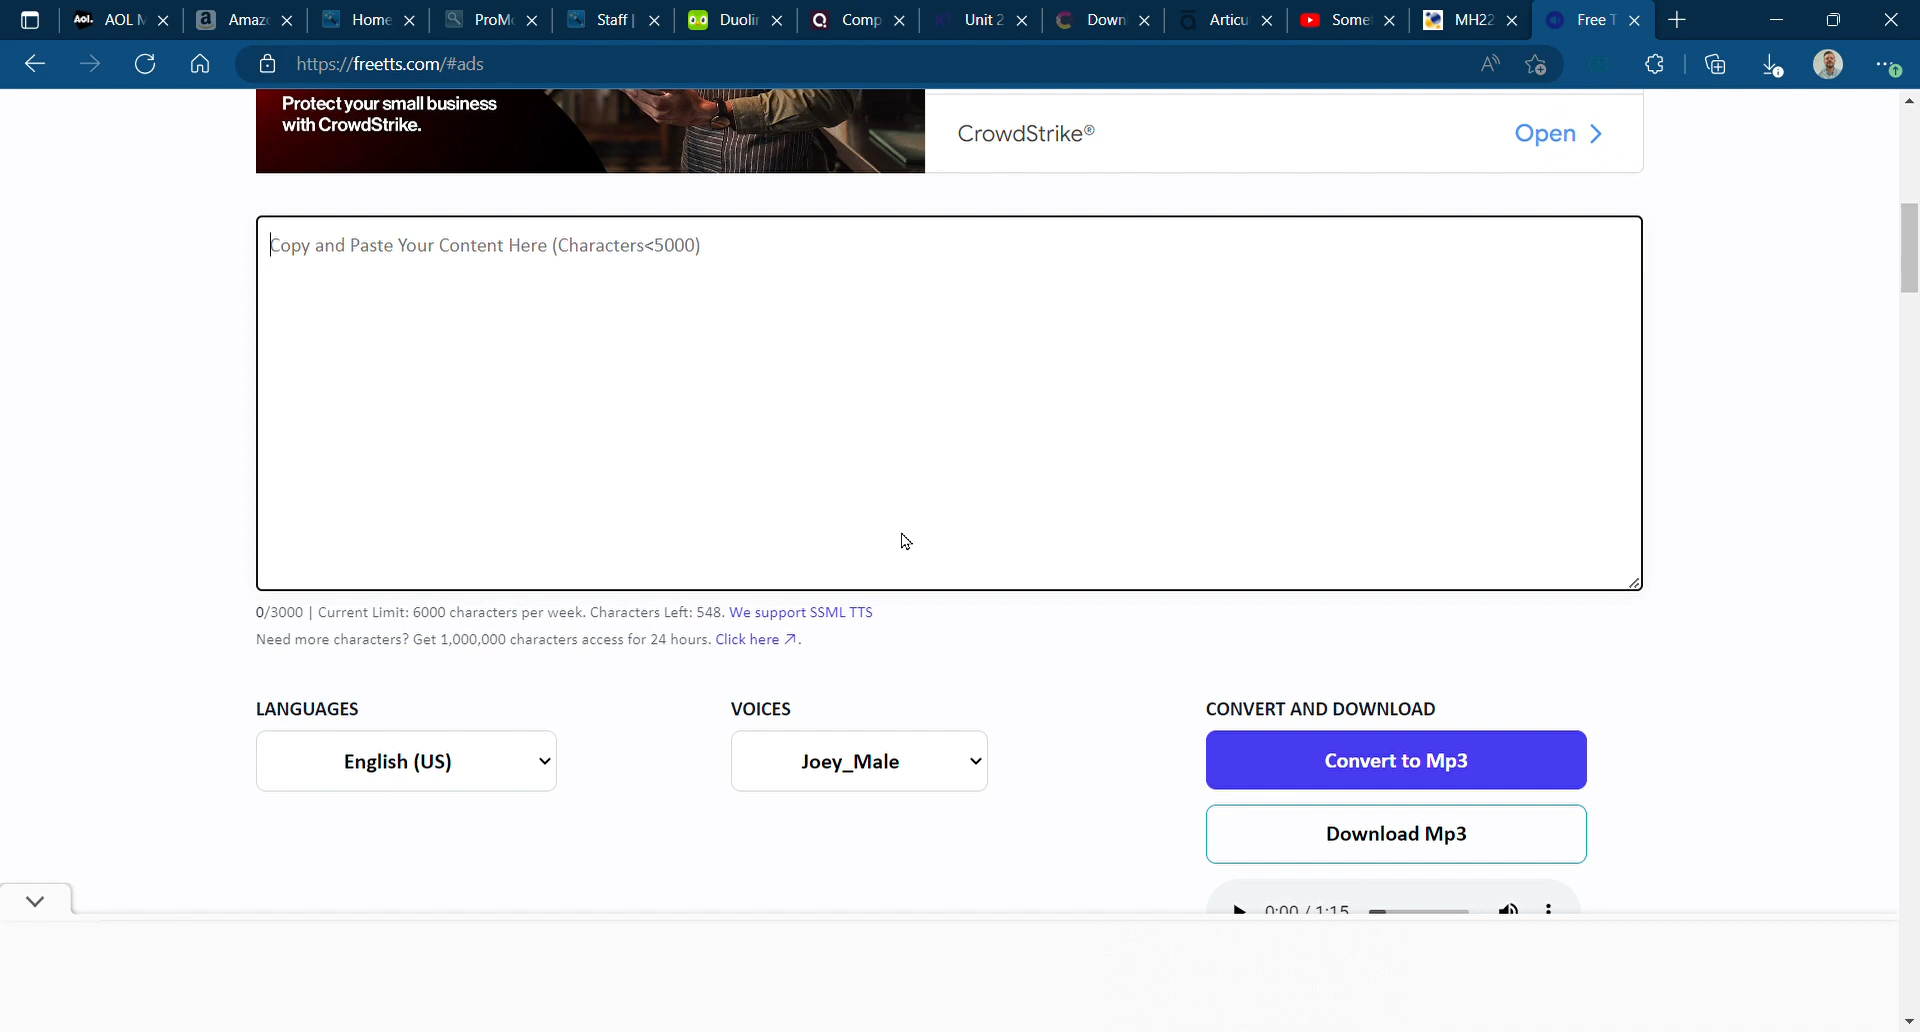 Aol.
AOL M
Amaz
Home
ProMo
Staff |
Duolin
Comp
Unit 2
Down
Articu
Some
MH22
Free T
https://freetts.com/#ads
Protect your small business
with CrowdStrike.
CrowdStrike®
Open
Copy and Paste Your Content Here (Characters<5000)
0/3000 | Current Limit: 6000 characters per week. Characters Left: 548. We support SSML TTS
Need more characters? Get 1,000,000 characters access for 24 hours. Click here ↗.
LANGUAGES
VOICES
CONVERT AND DOWNLOAD
English (US)
Joey_Male
Convert to Mp3
Download Mp3
0:00 / 1:15